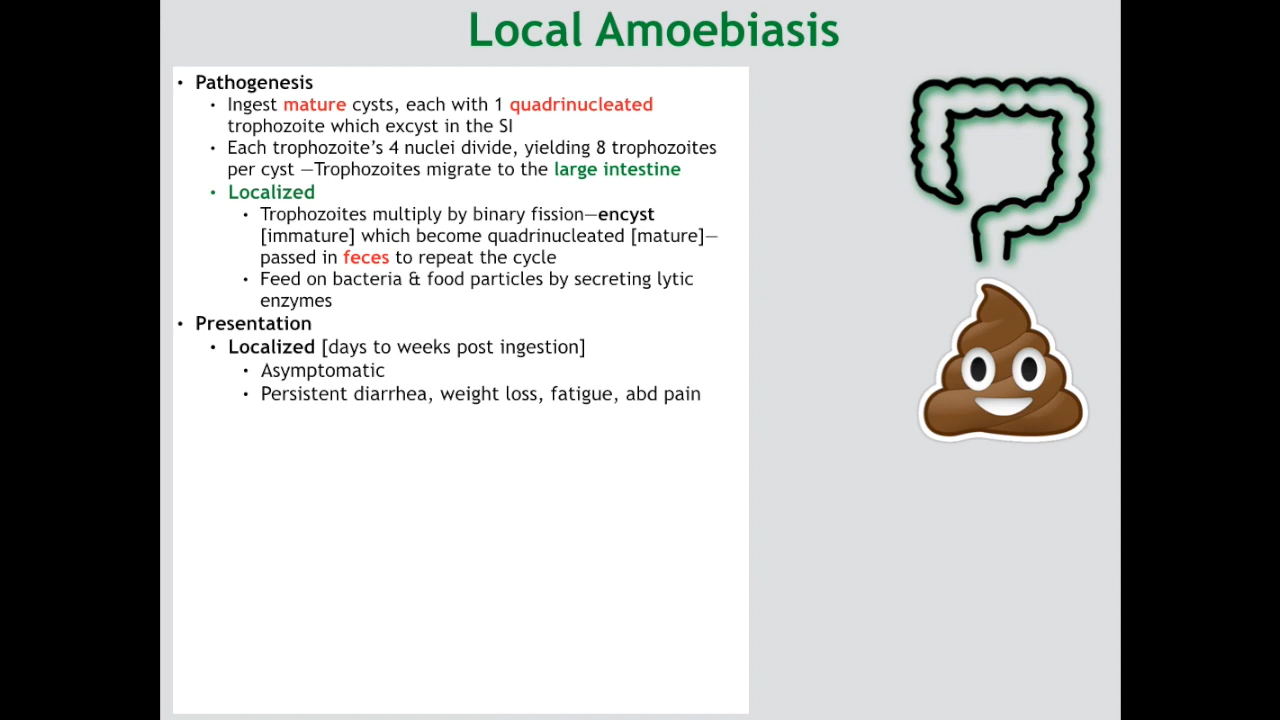 Local Amoebiasis
• Pathogenesis
• Ingest mature cysts, each with 1 quadrinucleated
trophozoite which excyst in the SI
• Each trophozoite's 4 nuclei divide, yielding 8 trophozoites
per cyst —Trophozoites migrate to the large intestine
• Localized
• Trophozoites multiply by binary fission—encyst
[immature] which become quadrinucleated [mature]—
passed in feces to repeat the cycle
• Feed on bacteria & food particles by secreting lytic
enzymes
• Presentation
• Localized [days to weeks post ingestion]
• Asymptomatic
• Persistent diarrhea, weight loss, fatigue, abd pain